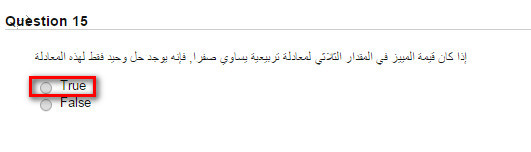 Question 15
إذا كان قيمة المميز في المقدار الثلاثي لمعادلة تربيعية يساوي صفرا, فإنه يوجد حل وحيد فقط لهذه المعادلة
True
False